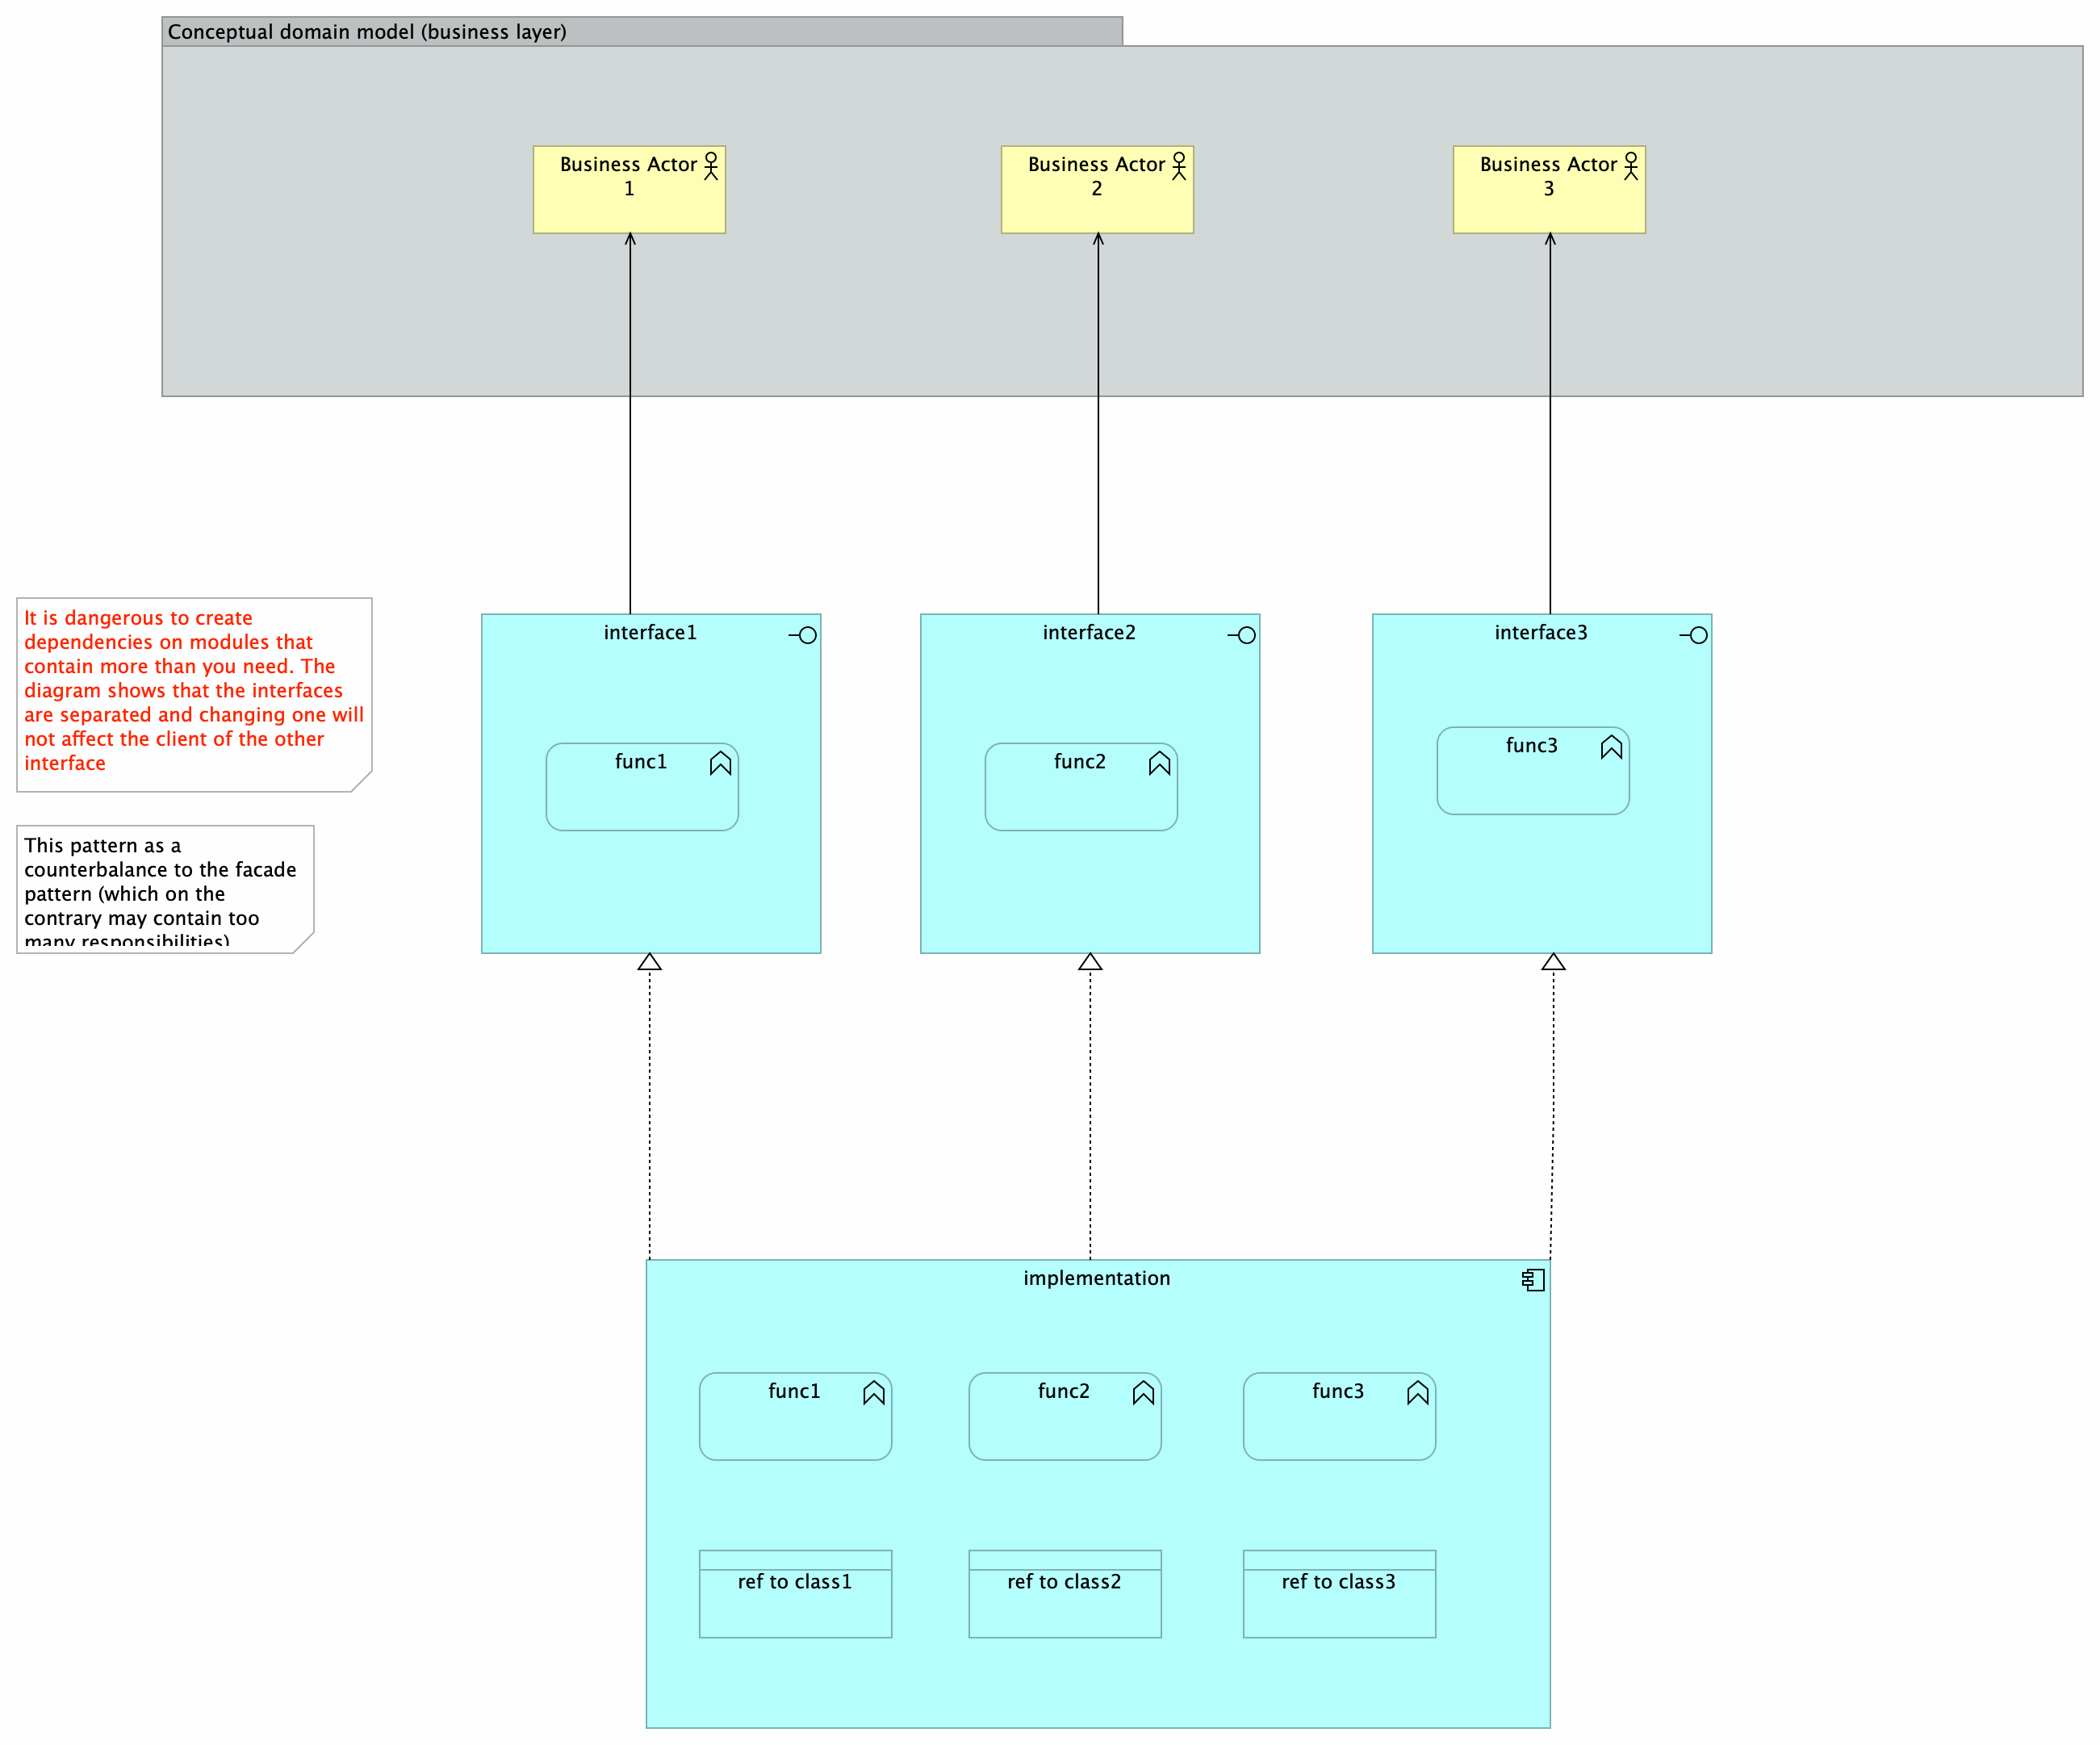 Conceptual domain model (business layer)
Business Actor
1
Business Actor
2
Business Actor
3
It is dangerous to create
dependencies on modules that
contain more than you need. The
diagram shows that the interfaces
are separated and changing one will
not affect the client of the other
interface
This pattern as a
counterbalance to the facade
pattern (which on the
contrary may contain too
many responsibilities)
interface1
func1
interface2
func2
interface3
func3
implementation
func1
func2
func3
ref to class1
ref to class2
ref to class3